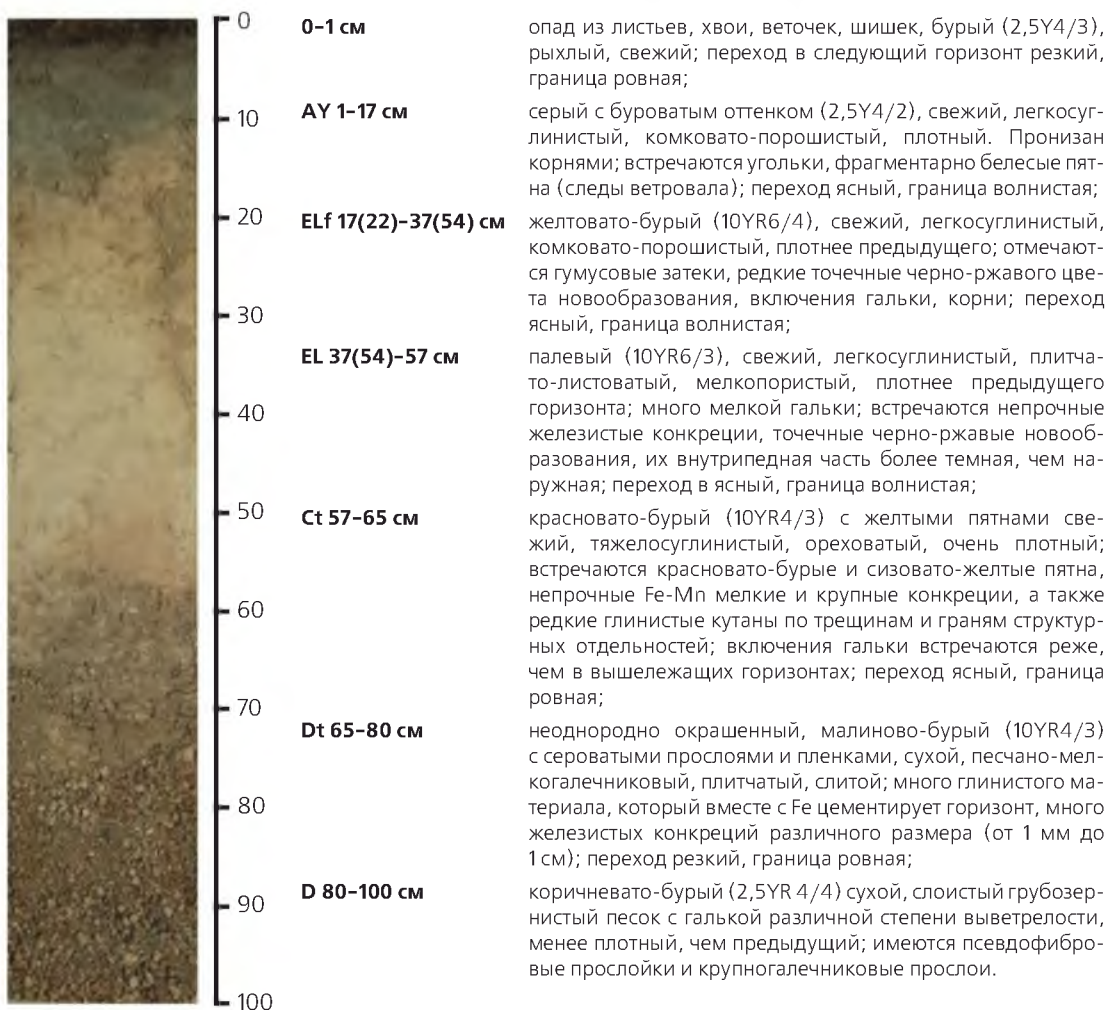 0
10
20
30
40
50
60
70
80
90
100
0–1 см
опад из листьев, хвои, веточек, шишек, бурый (2,5Y4/3),
рыхлый, свежий; переход в следующий горизонт резкий,
граница ровная;
AY 1–17 см
серый с буроватым оттенком (2,5Y4/2), свежий, легкосуг-
линистый, комковато-порошистый, плотный. Пронизан
корнями; встречаются угольки, фрагментарно белесые пят-
на (следы ветровала); переход ясный, граница волнистая;
ELf 17(22)–37(54) см
желтовато-бурый (10YR6/4), свежий, легкосуглинистый,
комковато-порошистый, плотнее предыдущего; отмечают-
ся гумусовые затеки, редкие точечные черно-ржавого цве-
та новообразования, включения гальки, корни; переход
ясный, граница волнистая;
EL 37(54)–57 см
палевый (10YR6/3), свежий, легкосуглинистый, плитча-
то-листоватый, мелкопористый, плотнее предыдущего
горизонта; много мелкой гальки; встречаются непрочные
железистые конкреции, точечные черно-ржавые новооб-
разования, их внутрипедная часть более темная, чем на-
ружная; переход в ясный, граница волнистая;
Ct 57–65 см
красновато-бурый (10YR4/3) с желтыми пятнами све-
жий, тяжелосуглинистый, ореховатый, очень плотный;
встречаются красновато-бурые и сизовато-желтые пятна,
непрочные Fe-Mn мелкие и крупные конкреции, а также
редкие глинистые кутаны по трещинам и граням структур-
ных отдельностей; включения гальки встречаются реже,
чем в вышележащих горизонтах; переход ясный, граница
ровная;
Dt 65–80 см
неоднородно окрашенный, малиново-бурый (10YR4/3)
с сероватыми прослоями и пленками, сухой, песчано-мел-
когалечниковый, плитчатый, слитой; много глинистого ма-
териала, который вместе с Fe цементирует горизонт, много
железистых конкреций различного размера (от 1 мм до
1 см); переход резкий, граница ровная;
D 80–100 см
коричневато-бурый (2,5YR 4/4) сухой, слоистый грубозер-
нистый песок с галькой различной степени выветрелости,
менее плотный, чем предыдущий; имеются псевдофибро-
вые прослойки и крупногалечниковые прослои.